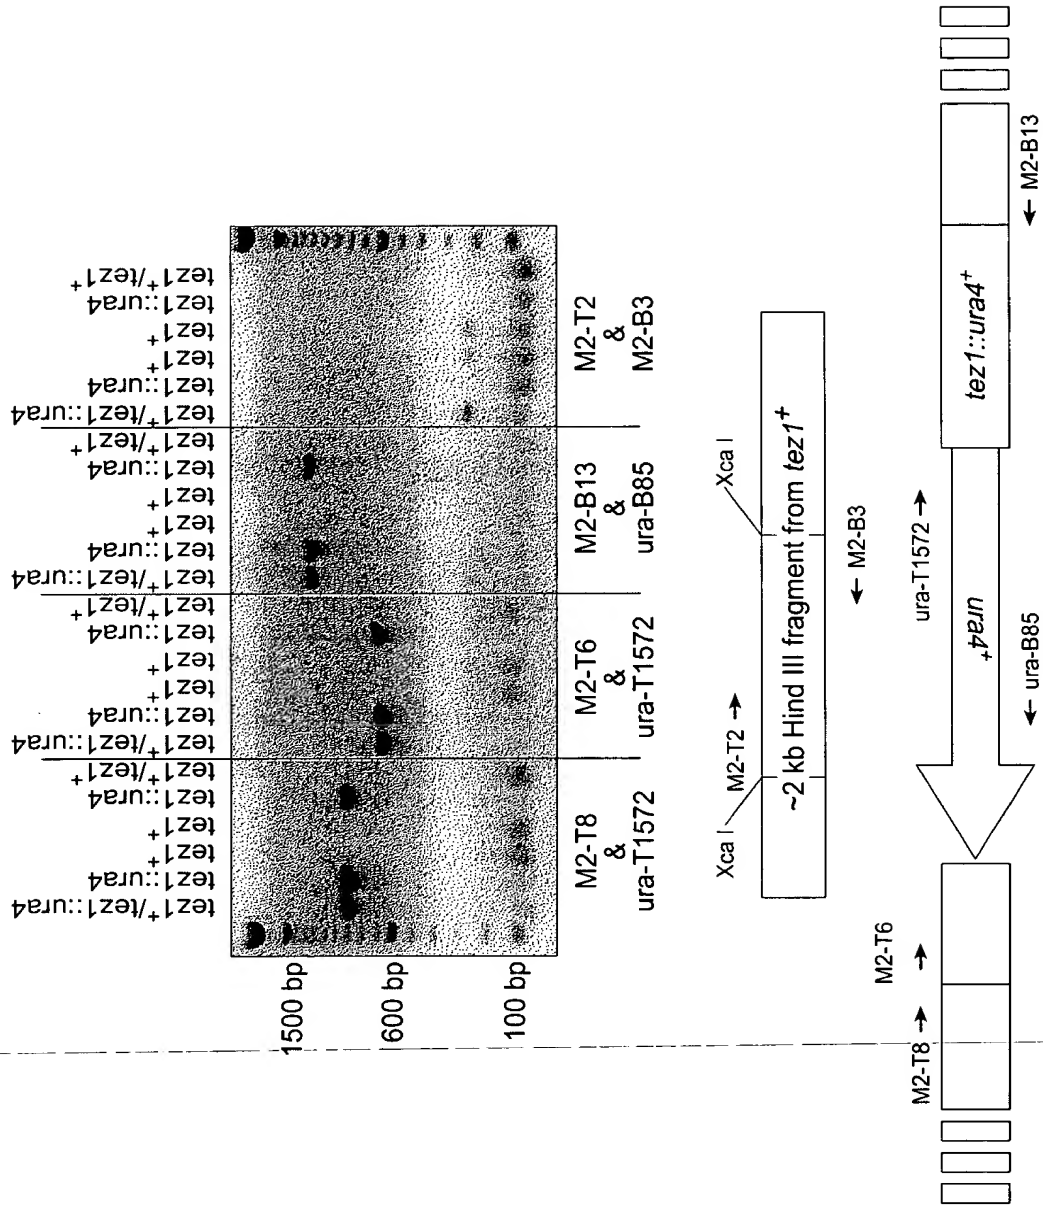 tez1⁺/tez1::ura4
tez1::ura4
tez1⁺
tez1⁺
tez1::ura4
tez1⁺/tez1⁺
tez1⁺/tez1::ura4
tez1::ura4
tez1⁺
tez1⁺
tez1::ura4
tez1⁺/tez1⁺
tez1⁺/tez1::ura4
tez1::ura4
tez1⁺
tez1⁺
tez1::ura4
tez1⁺/tez1⁺
tez1⁺/tez1::ura4
tez1::ura4
tez1⁺
tez1⁺
tez1::ura4
tez1⁺/tez1⁺
1500 bp
600 bp
100 bp
M2-T8
&
ura-T1572
M2-T6
&
ura-T1572
M2-B13
&
ura-B85
M2-T2
&
M2-B3
Xca I
M2-T2
Xca I
~2 kb Hind III fragment from tez1⁺
M2-B3
M2-T8
M2-T6
ura-T1572
ura4⁺
tez1::ura4⁺
ura-B85
M2-B13